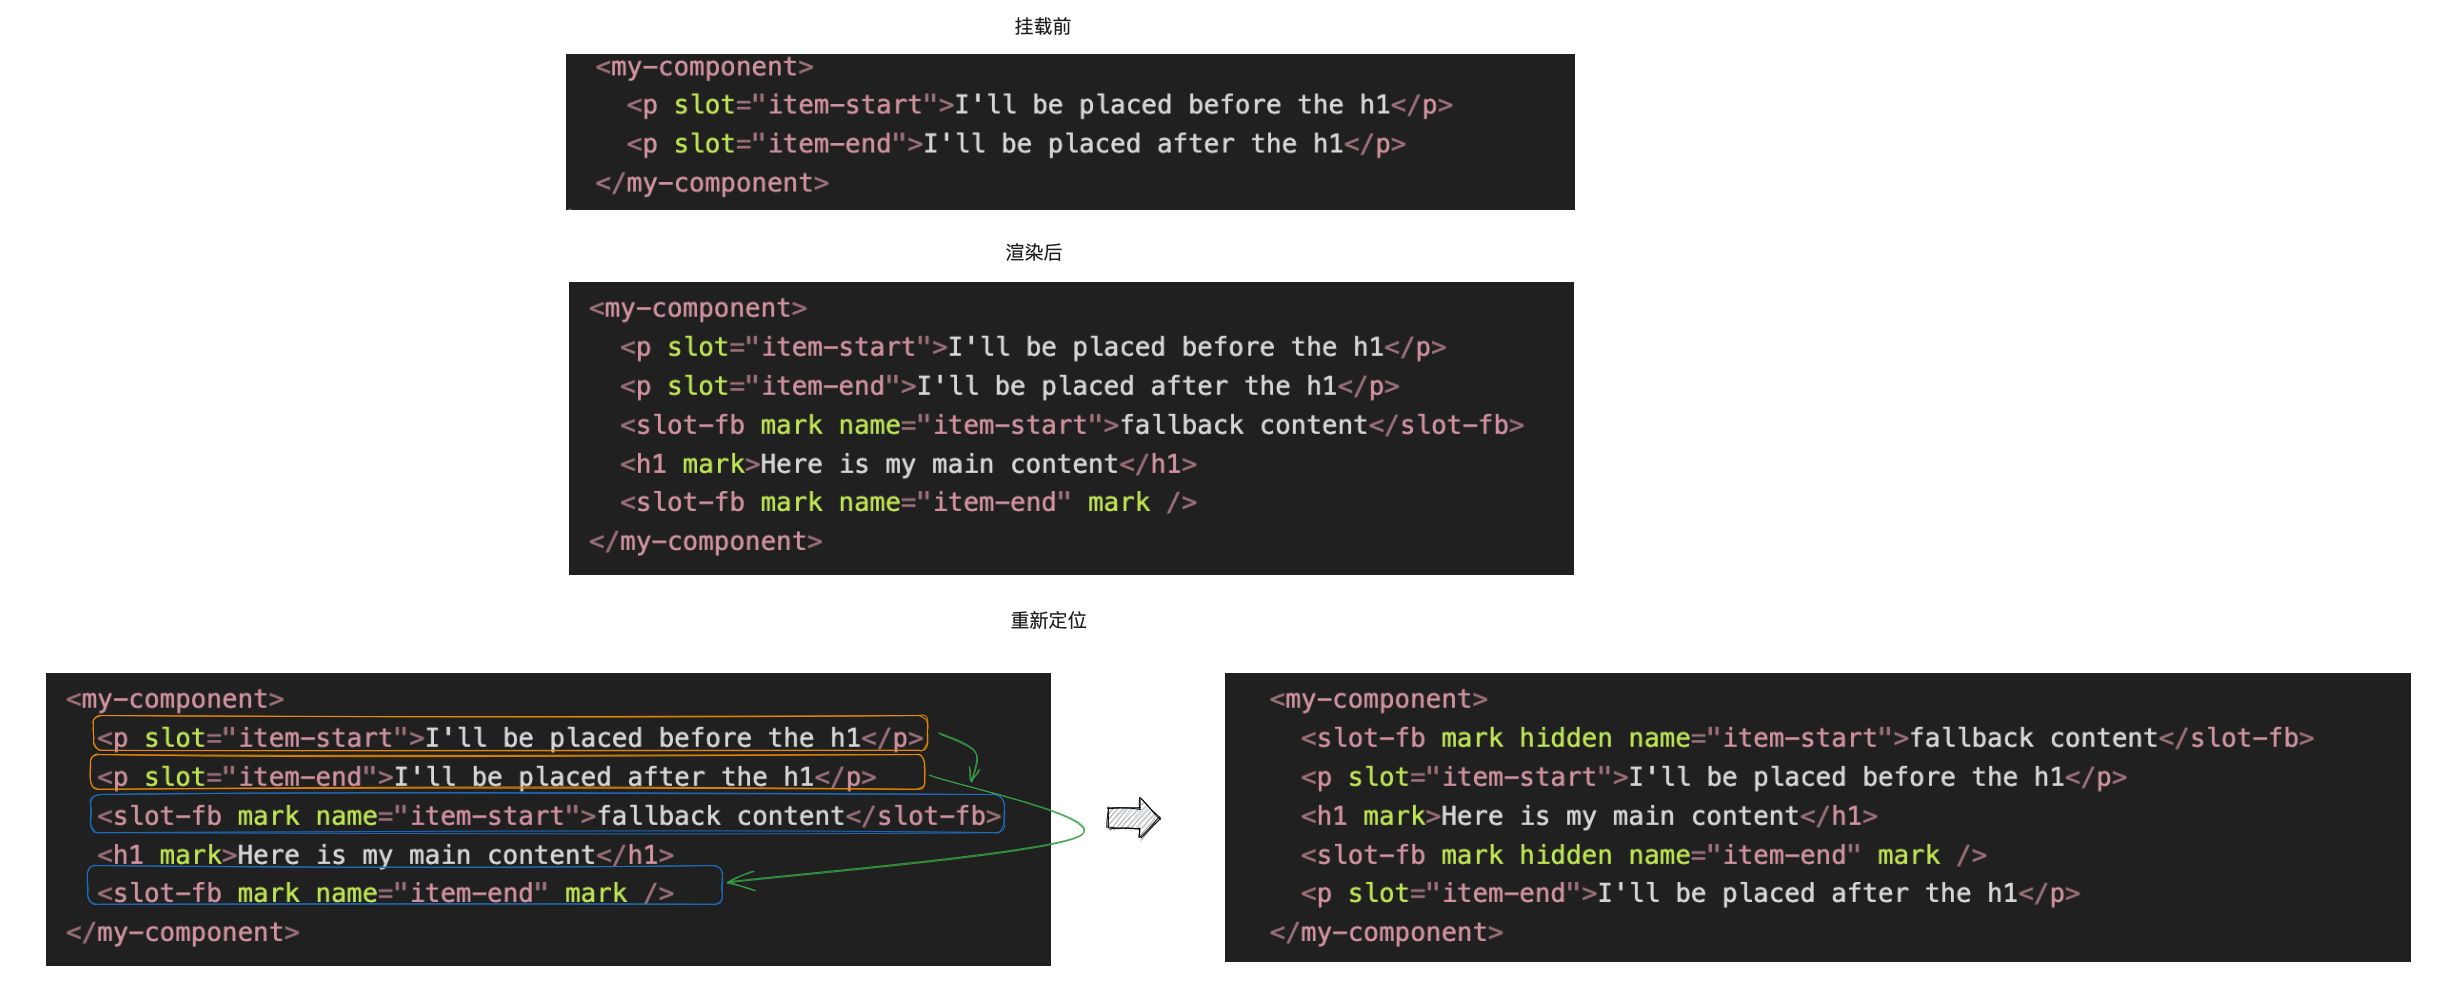 挂载前
<my-component>
  <p slot="item-start">I'll be placed before the h1</p>
  <p slot="item-end">I'll be placed after the h1</p>
</my-component>
渲染后
<my-component>
  <p slot="item-start">I'll be placed before the h1</p>
  <p slot="item-end">I'll be placed after the h1</p>
  <slot-fb mark name="item-start">fallback content</slot-fb>
  <h1 mark>Here is my main content</h1>
  <slot-fb mark name="item-end" mark />
</my-component>
重新定位
<my-component>
  <p slot="item-start">I'll be placed before the h1</p>
  <p slot="item-end">I'll be placed after the h1</p>
  <slot-fb mark name="item-start">fallback content</slot-fb>
  <h1 mark>Here is my main content</h1>
  <slot-fb mark name="item-end" mark />
</my-component>
<my-component>
  <slot-fb mark hidden name="item-start">fallback content</slot-fb>
  <p slot="item-start">I'll be placed before the h1</p>
  <h1 mark>Here is my main content</h1>
  <slot-fb mark hidden name="item-end" mark />
  <p slot="item-end">I'll be placed after the h1</p>
</my-component>